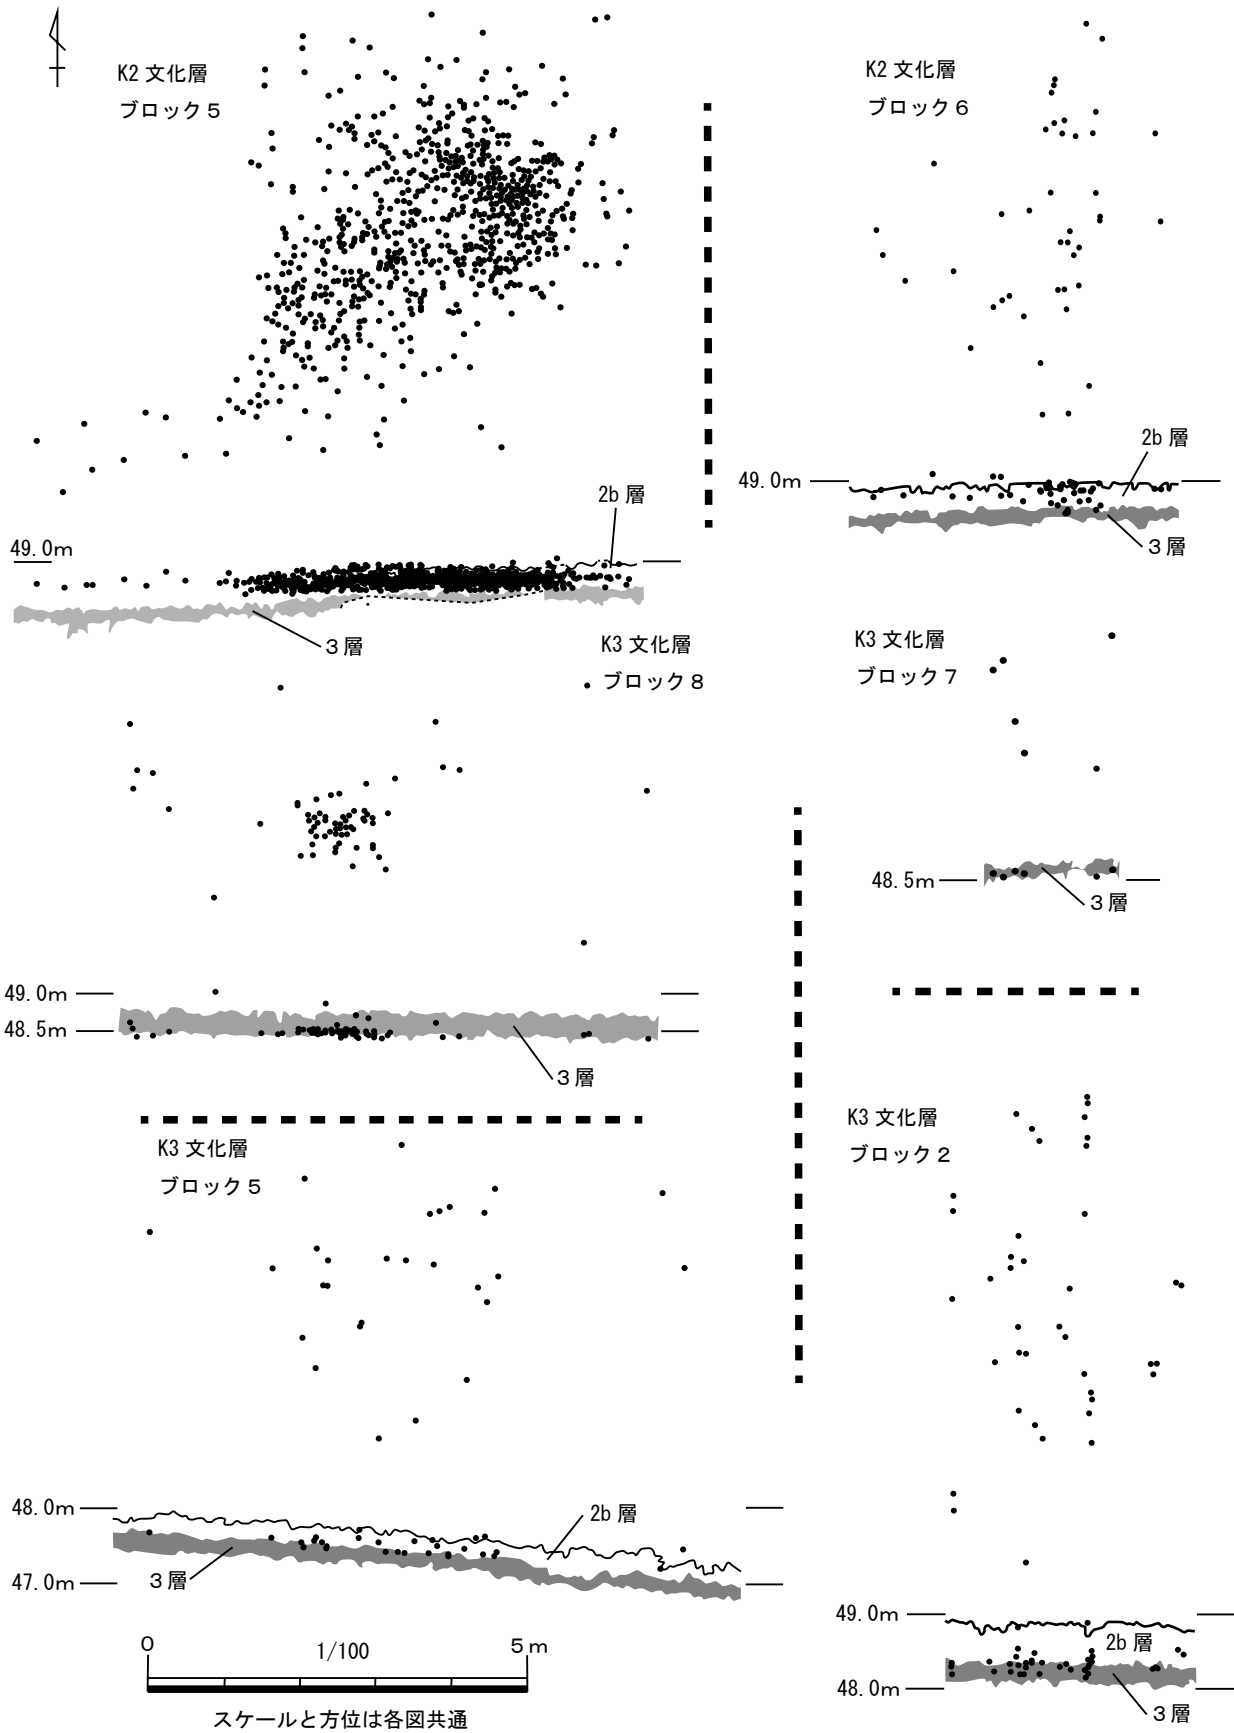 K2 文化層
ブロック５
K2 文化層
ブロック６
2b 層
49.0m
３層
2b 層
49.0m
３層
K3 文化層
ブロック８
K3 文化層
ブロック７
48.5m
３層
49.0m
48.5m
３層
K3 文化層
ブロック５
K3 文化層
ブロック２
48.0m
2b 層
３層
47.0m
49.0m
2b 層
48.0m
３層
0 1/100 5m
スケールと方位は各図共通